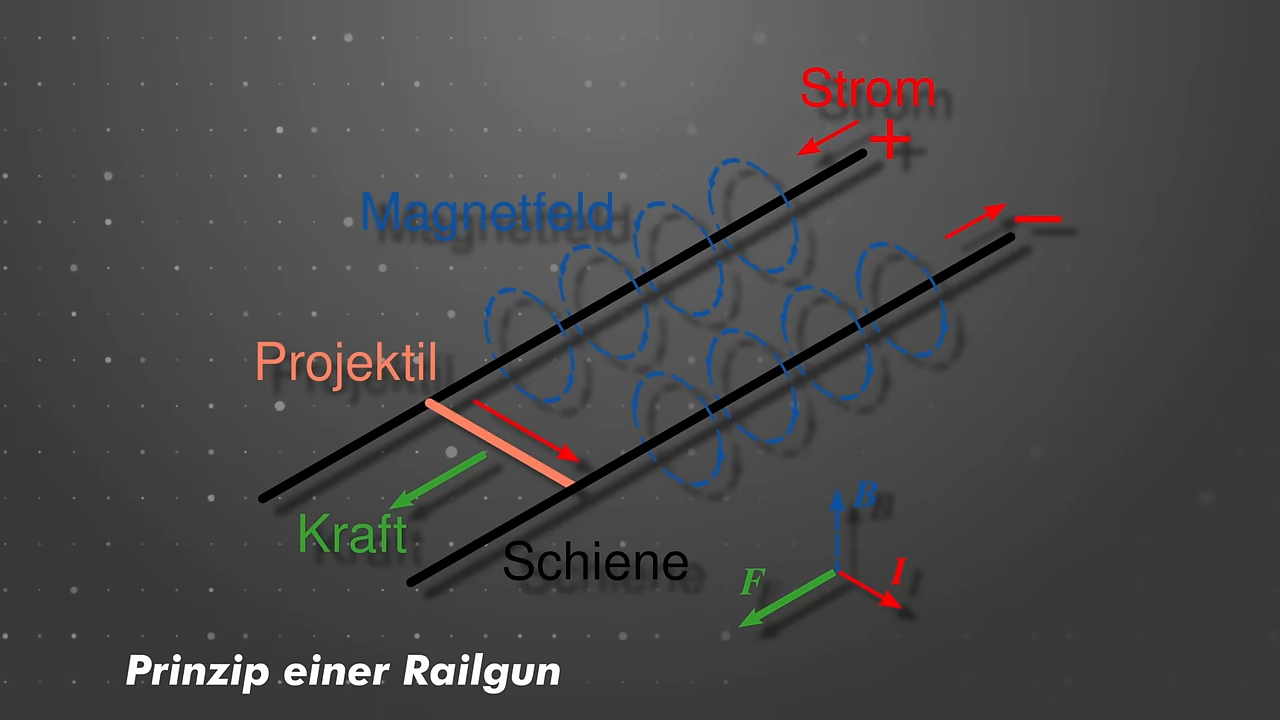 Strom
+
−
Magnetfeld
Projektil
Kraft
Schiene
B
I
F
Prinzip einer Railgun